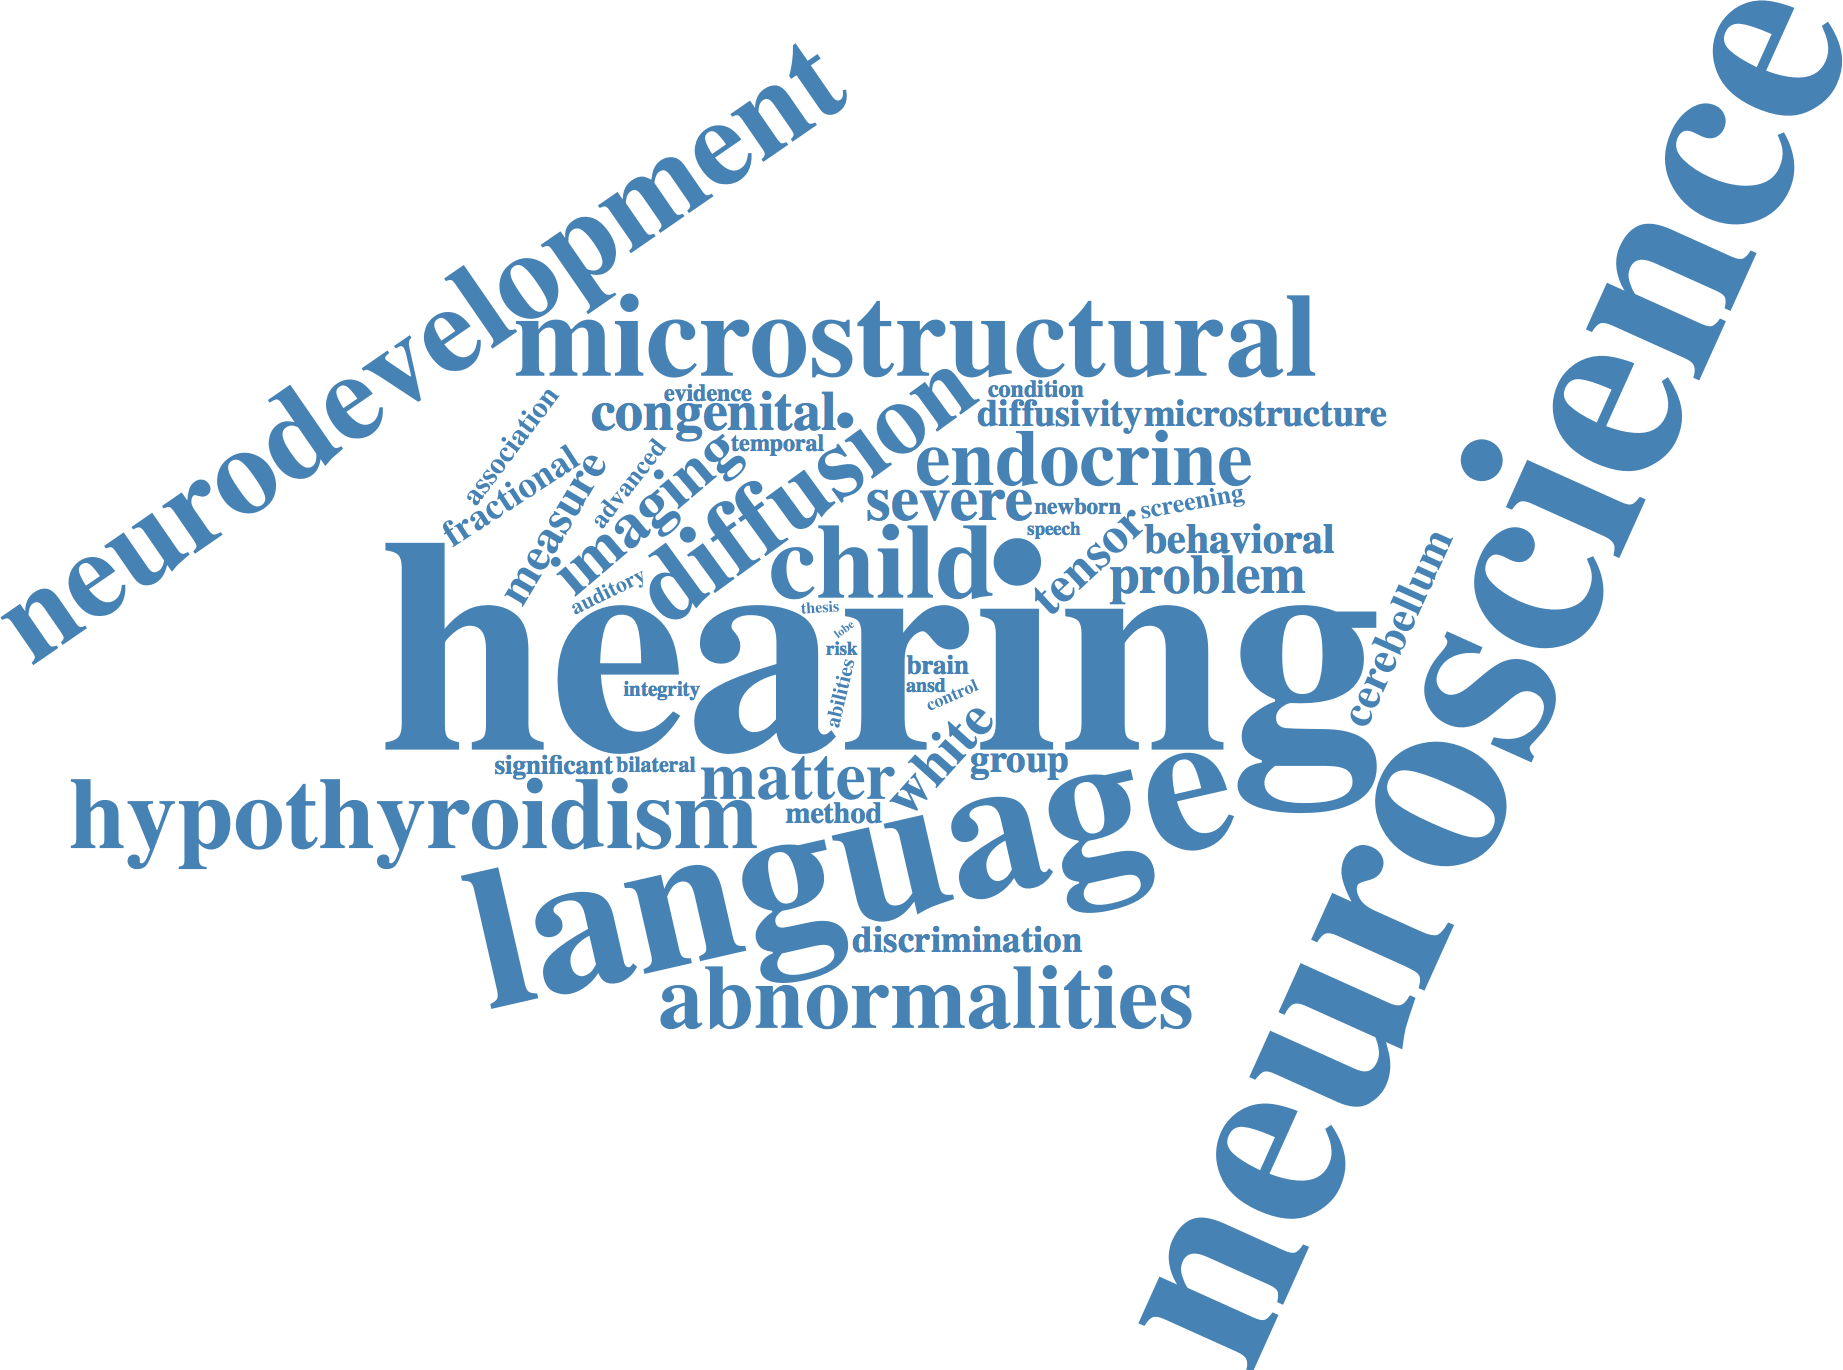 neurodevelopment
neuroscience
microstructural
evidence
condition
congenital
diffusivity
microstructure
association
temporal
diffusion
endocrine
fractional
measure
advanced
imaging
severe
newborn
screening
speech
tensor
behavioral
child
problem
auditory
cerebellum
hearing
thesis
lobe
risk
brain
integrity
abilities
ansd
control
white
significant
bilateral
matter
group
hypothyroidism
method
language
discrimination
abnormalities